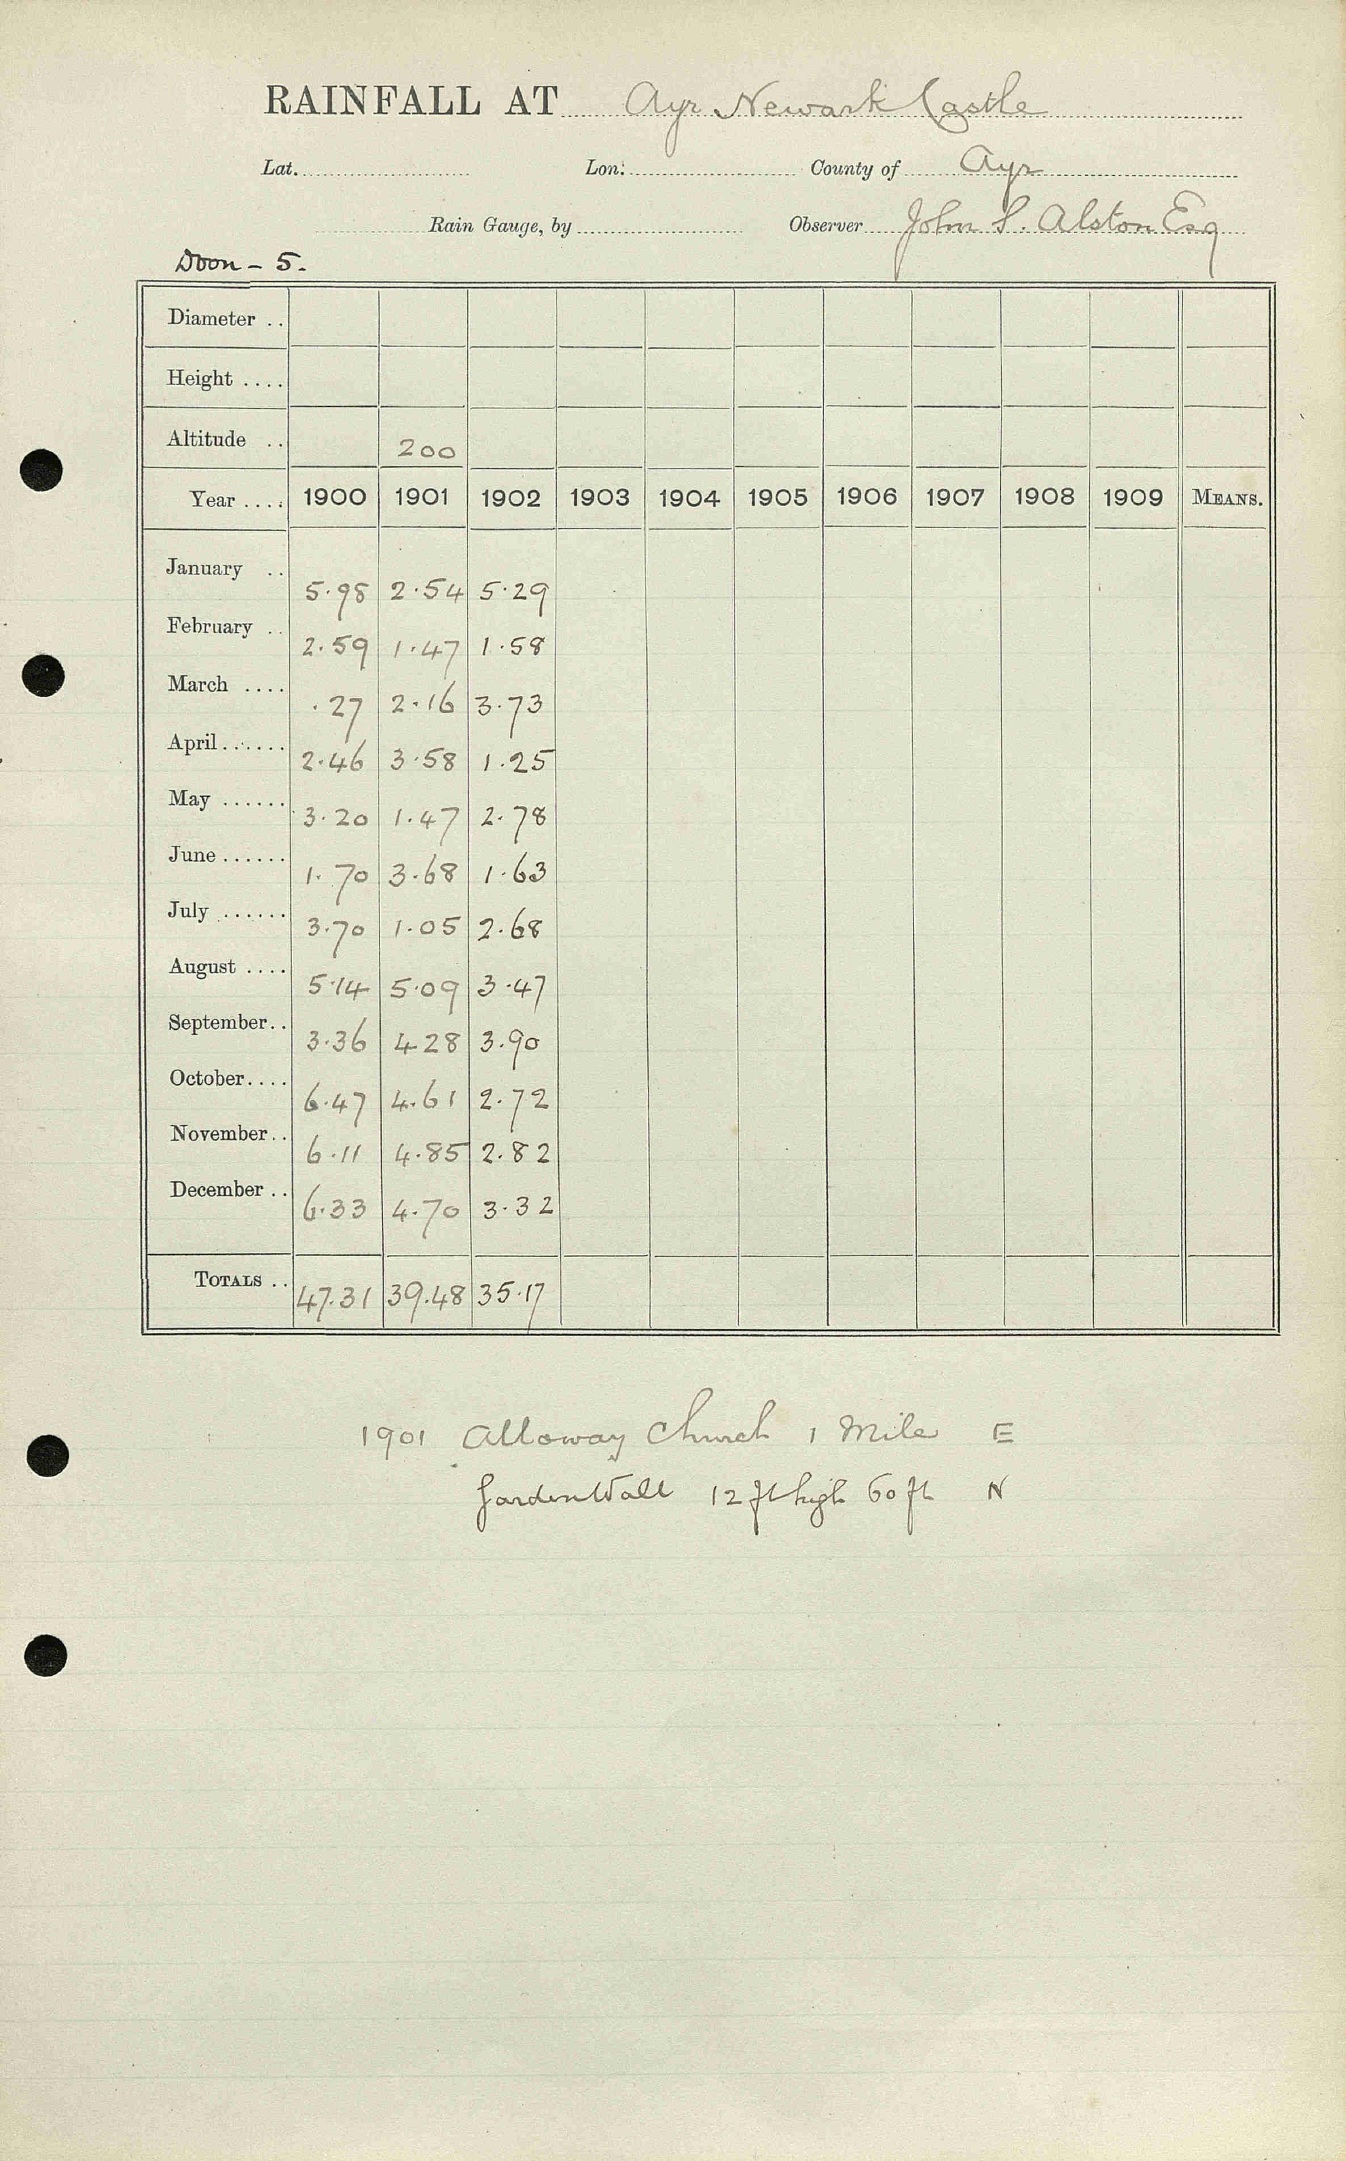 RAINFALL AT Ayr Newark Castle
Lat. Lon: County of Ayr
Rain Gauge, by Observer John S. Alston Esq
Doon - 5.
Diameter ..
Height ....
Altitude .. 200
Year .... 1900 1901 1902 1903 1904 1905 1906 1907 1908 1909 MEANS.
January .. 5.98 2.54 5.29
February .. 2.59 1.47 1.58
March .... .27 2.16 3.73
April ...... 2.46 3.58 1.25
May ...... 3.20 1.47 2.78
June ...... 1.70 3.68 1.63
July ...... 3.70 1.05 2.68
August .... 5.14 5.09 3.47
September.. 3.36 4.28 3.90
October.... 6.47 4.61 2.72
November.. 6.11 4.85 2.82
December .. 6.33 4.70 3.32
TOTALS .. 47.31 39.48 35.17
1901 Alloway Church 1 Mile E
Garden Wall 12 ft high 60 ft N